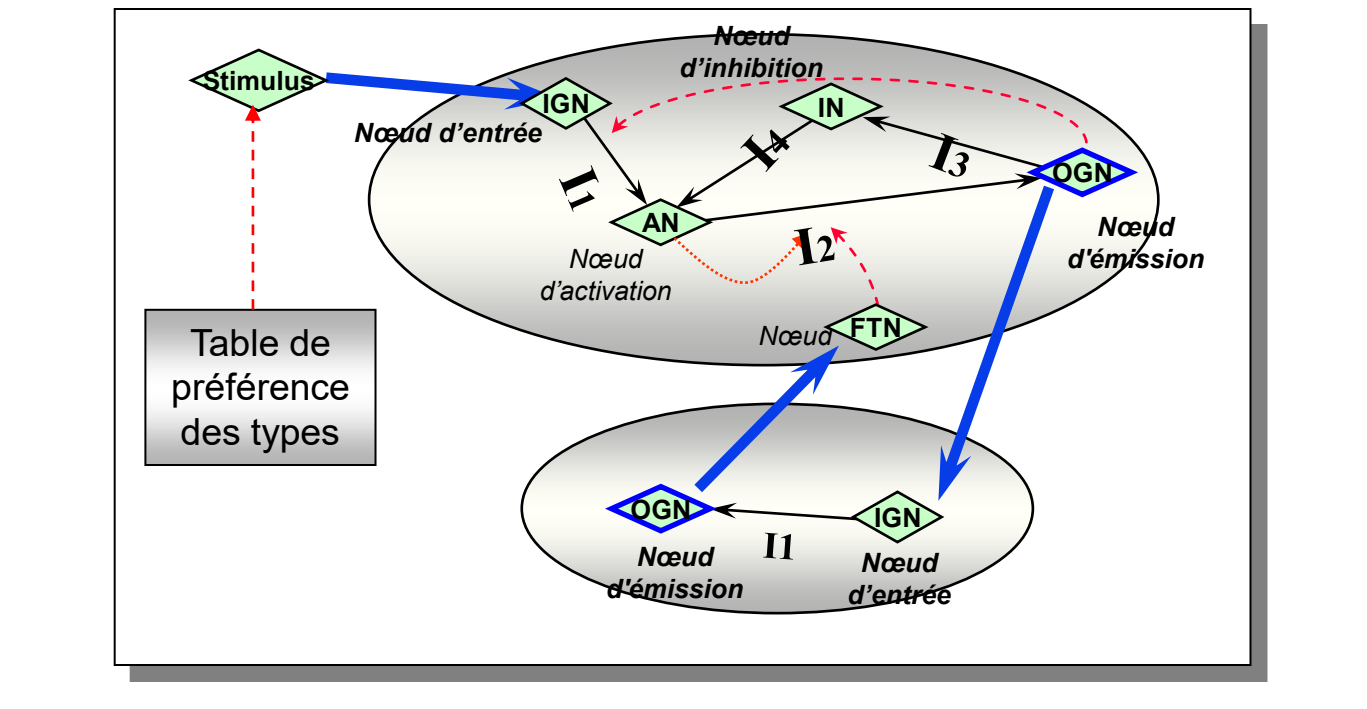 Nœud
d’inhibition
Stimulus
IGN
IN
Nœud d’entrée
I4
I3
OGN
I1
AN
Nœud
d'émission
I2
Nœud
d’activation
FTN
Nœud
Table de
préférence
des types
OGN
IGN
I1
Nœud
d'émission
Nœud
d’entrée